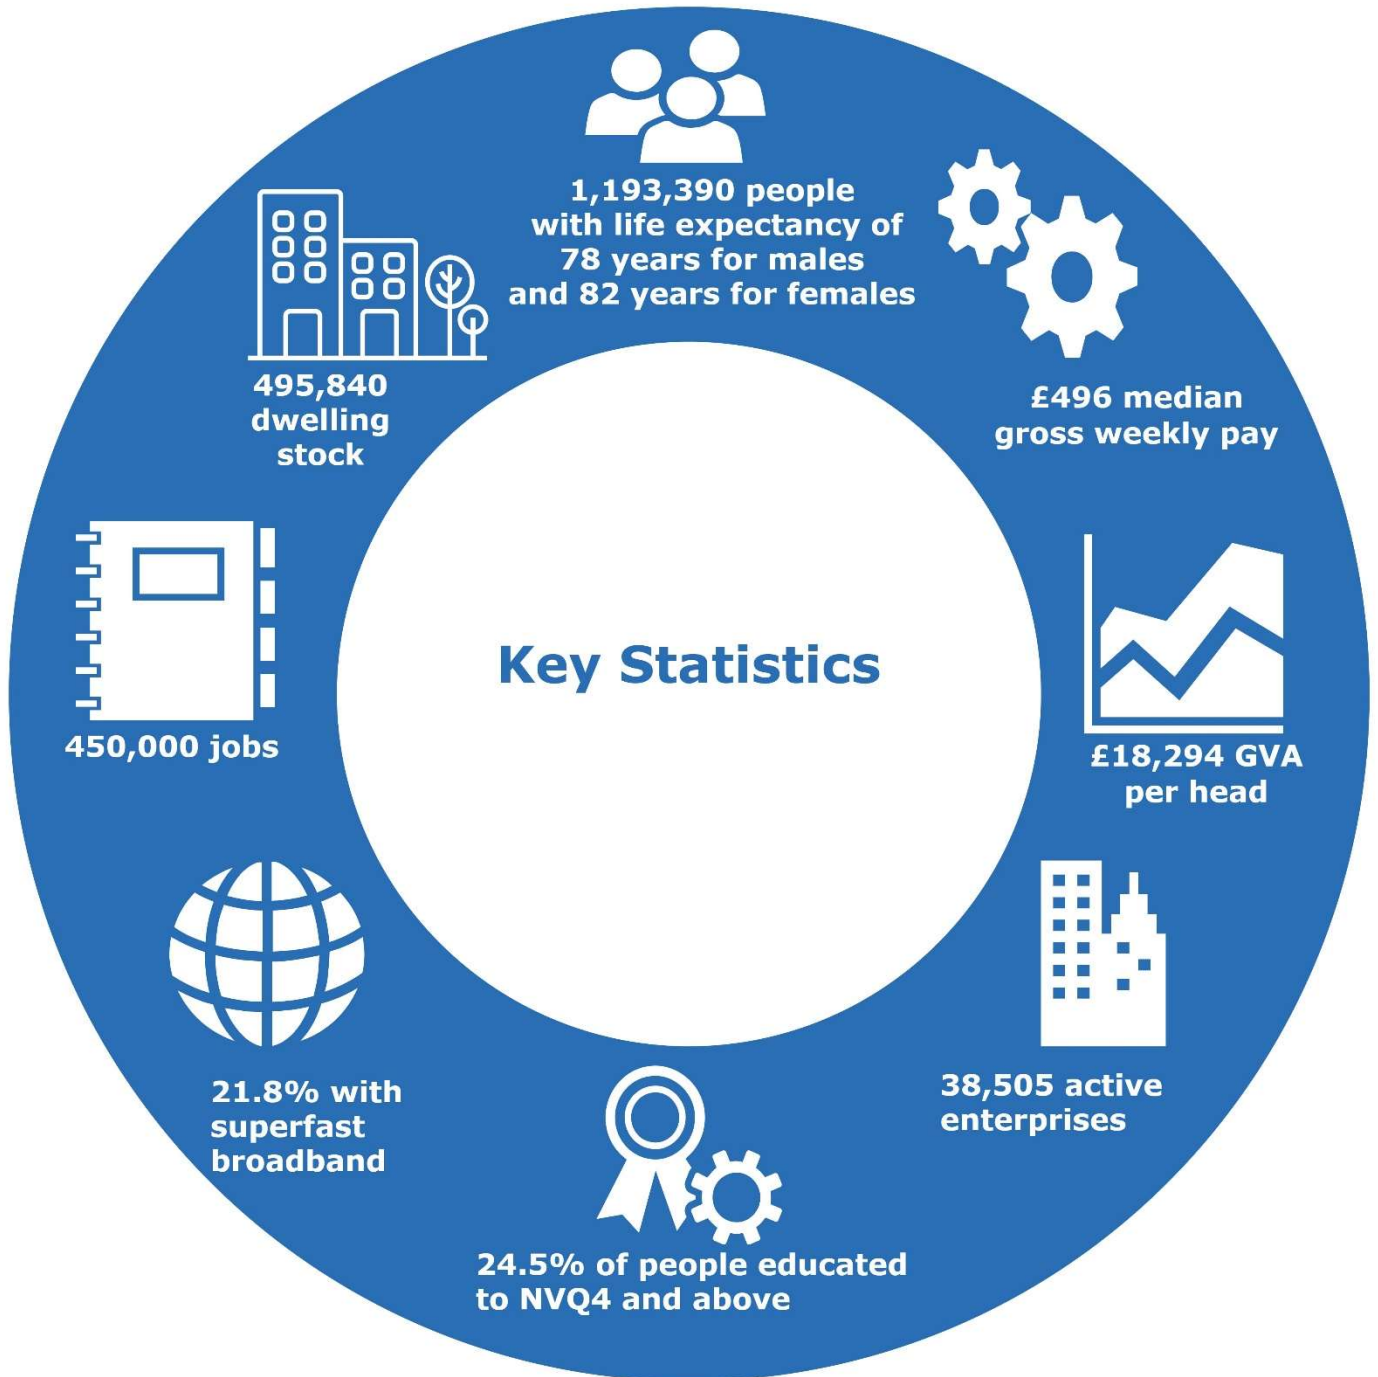 1,193,390 people
with life expectancy of
78 years for males
and 82 years for females
£496 median
gross weekly pay
£18,294 GVA
per head
38,505 active
enterprises
24.5% of people educated
to NVQ4 and above
21.8% with
superfast
broadband
450,000 jobs
495,840
dwelling
stock
Key Statistics